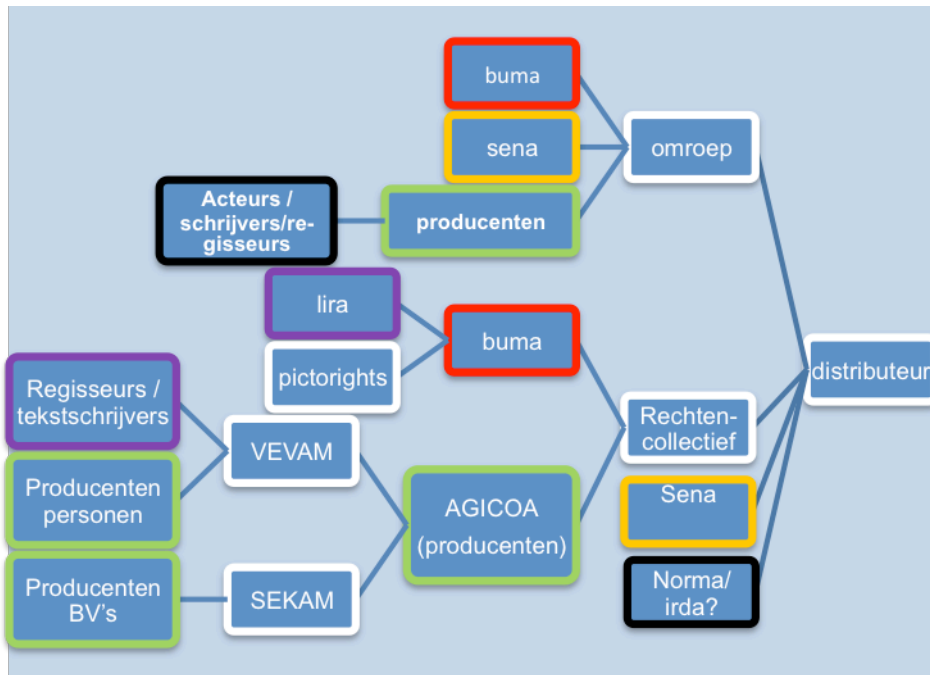 buma
sena
omroep
Acteurs /
schrijvers/re-
gisseurs
producenten
lira
buma
pictorights
distributeur
Regisseurs /
tekstschrijvers
VEVAM
Rechten-
collectief
Producenten
personen
AGICOA
(producenten)
Sena
Producenten
BV's
SEKAM
Norma/
irda?